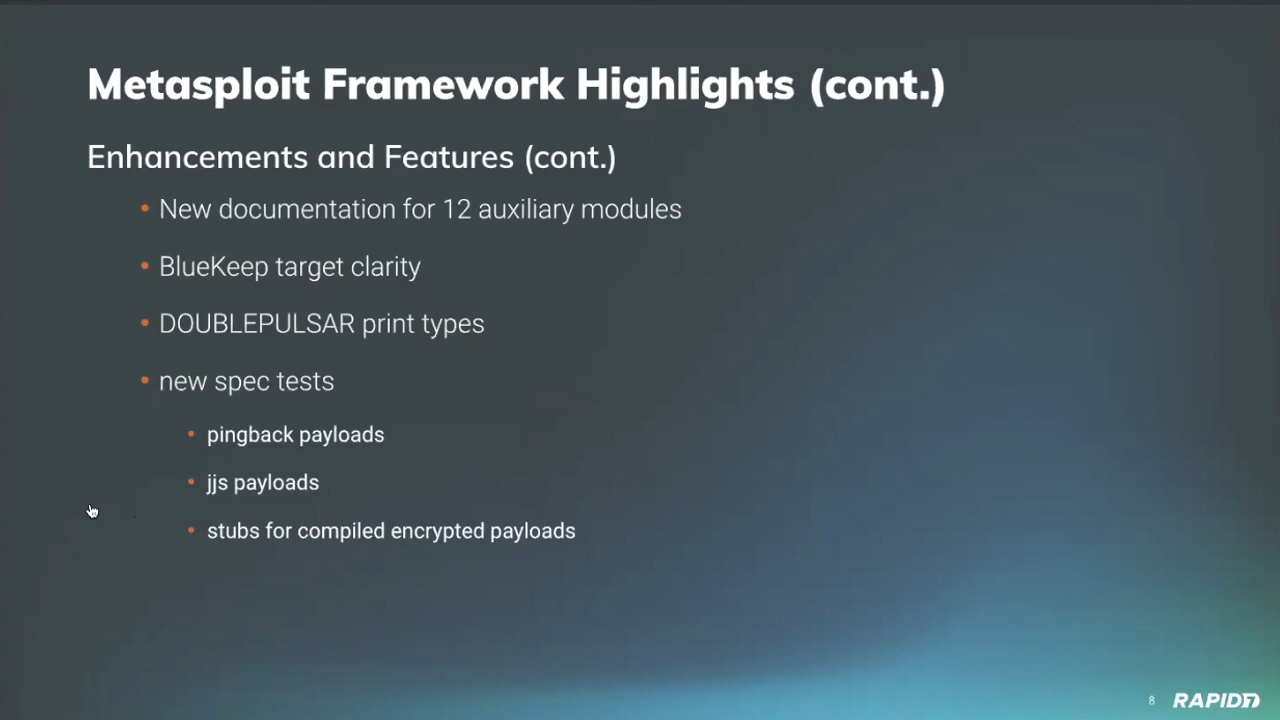 Metasploit Framework Highlights (cont.)
Enhancements and Features (cont.)
• New documentation for 12 auxiliary modules
• BlueKeep target clarity
• DOUBLEPULSAR print types
• new spec tests
• pingback payloads
• jjs payloads
• stubs for compiled encrypted payloads
8 RAPID7